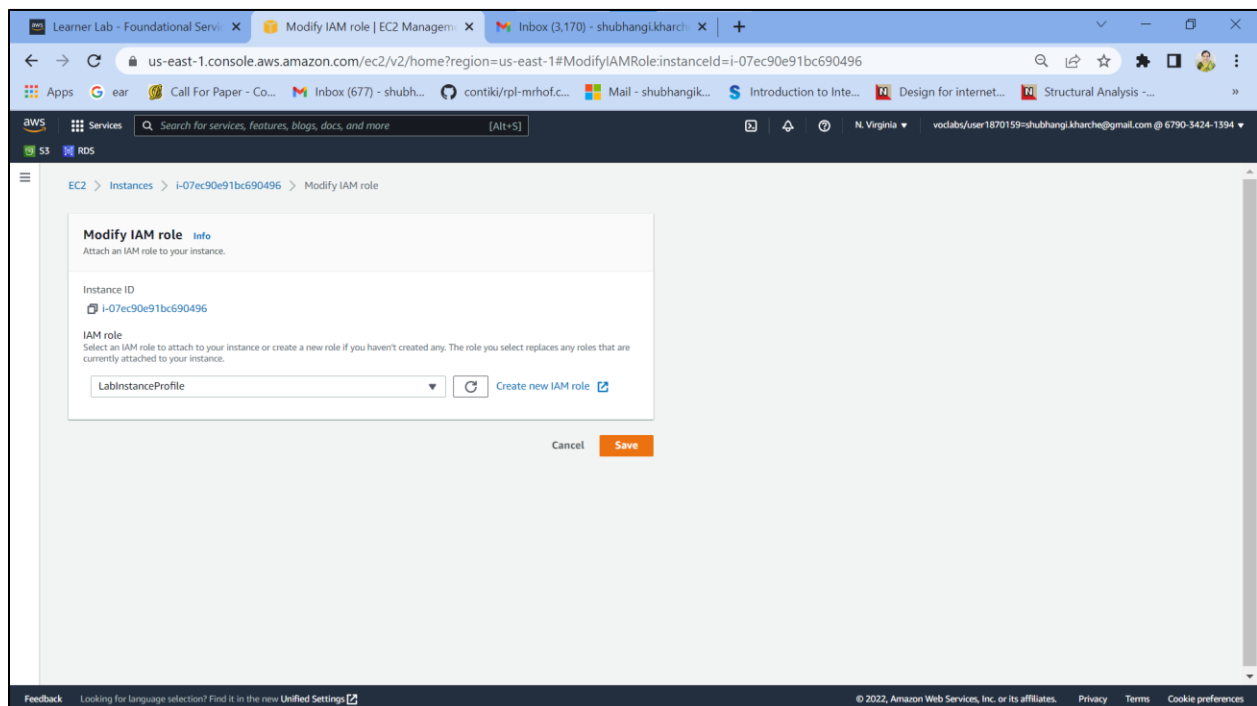 aws Learner Lab - Foundational Servic
Modify IAM role | EC2 Managem
Inbox (3,170) - shubhangi.kharch
us-east-1.console.aws.amazon.com/ec2/v2/home?region=us-east-1#ModifyIAMRole:instanceId=i-07ec90e91bc690496
Apps G ear Call For Paper - Co... Inbox (677) - shubh... contiki/rpl-mrhof.c... Mail - shubhangik... S Introduction to Inte... Design for internet... Structural Analysis -... »
aws Services Search for services, features, blogs, docs, and more [Alt+S] N. Virginia voclabs/user1870159=shubhangi.kharche@gmail.com @ 6790-3424-1394
S3 RDS
EC2 > Instances > i-07ec90e91bc690496 > Modify IAM role
Modify IAM role Info
Attach an IAM role to your instance.
Instance ID
i-07ec90e91bc690496
IAM role
Select an IAM role to attach to your instance or create a new role if you haven't created any. The role you select replaces any roles that are
currently attached to your instance.
LabInstanceProfile Create new IAM role
Cancel Save
Feedback Looking for language selection? Find it in the new Unified Settings © 2022, Amazon Web Services, Inc. or its affiliates. Privacy Terms Cookie preferences